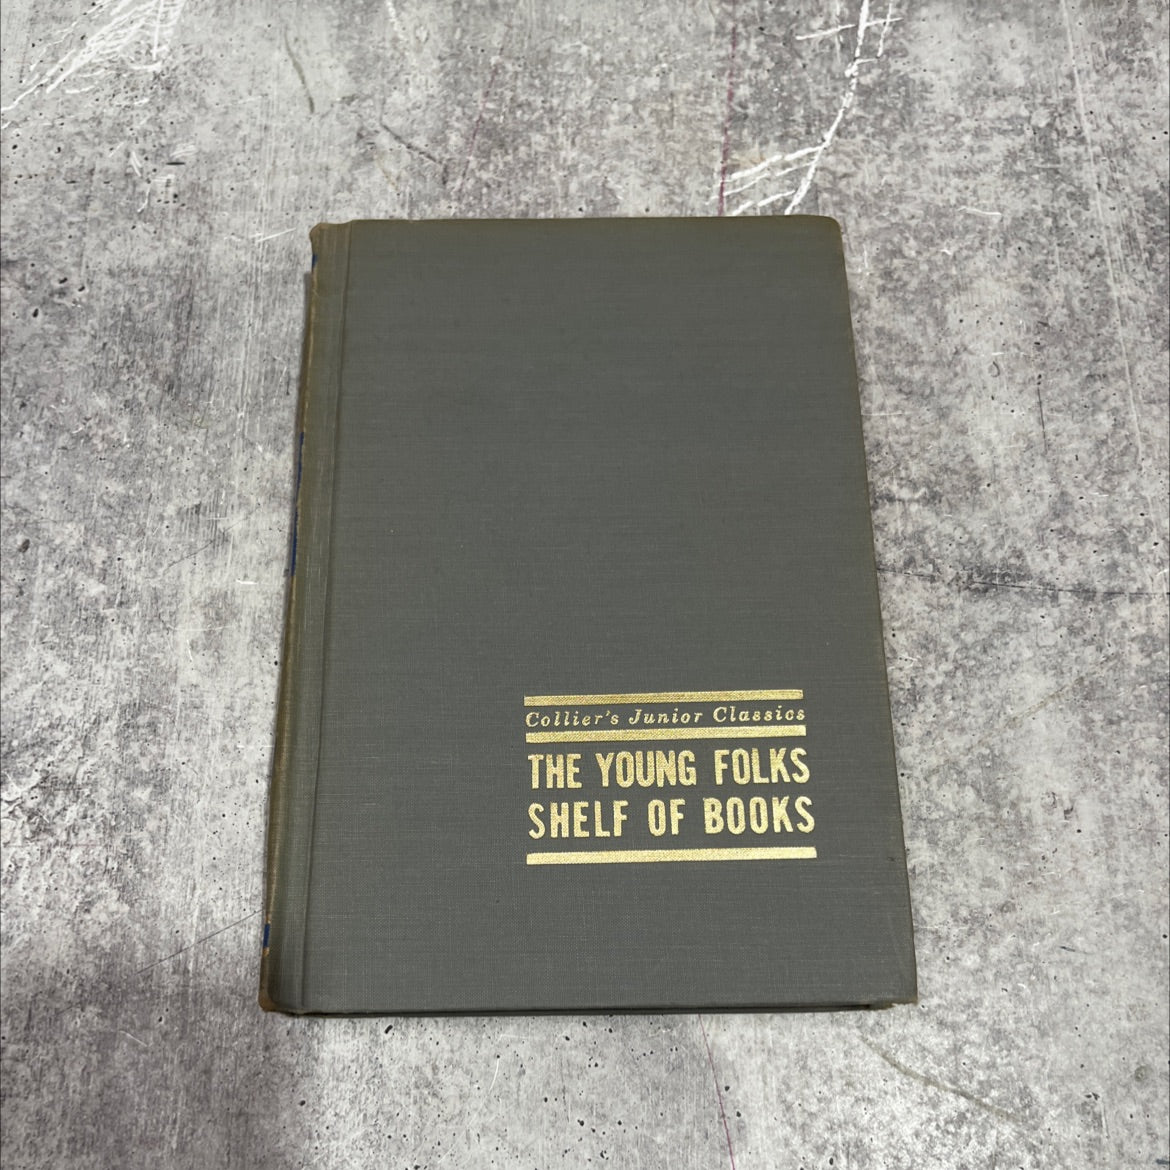 Collier's Junior Classics
THE YOUNG FOLKS
SHELF OF BOOKS